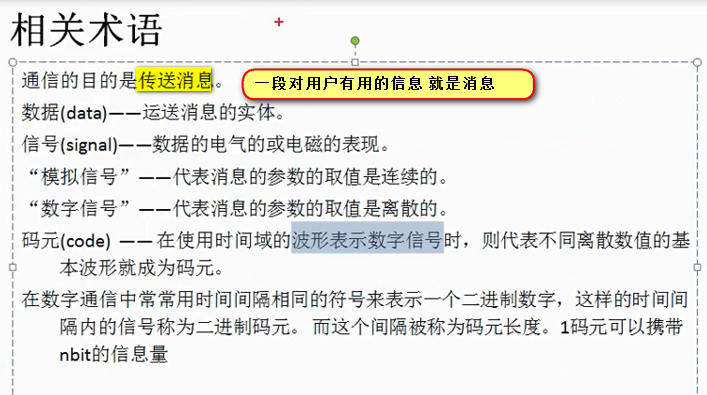 相关术语
通信的目的是传送消息。 一段对用户有用的信息 就是消息
数据(data)——运送消息的实体。
信号(signal)——数据的电气的或电磁的表现。
“模拟信号”——代表消息的参数的取值是连续的。
“数字信号”——代表消息的参数的取值是离散的。
码元(code) ——在使用时间域的波形表示数字信号时，则代表不同离散数值的基
本波形就成为码元。
在数字通信中常常用时间间隔相同的符号来表示一个二进制数字，这样的时间间
隔内的信号称为二进制码元。 而这个间隔被称为码元长度。1码元可以携带
nbit的信息量